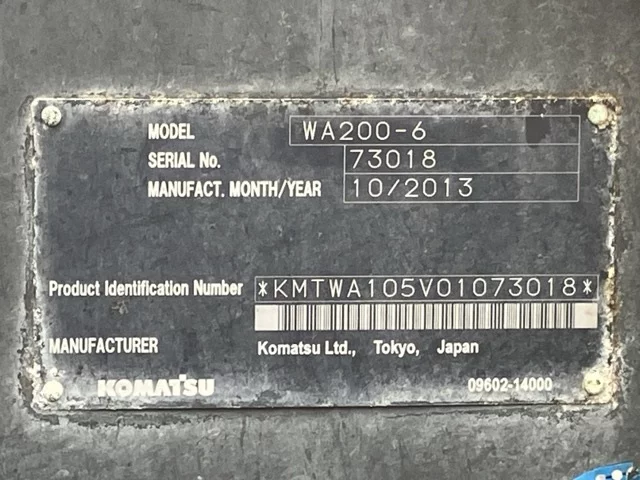 MODEL WA200-6
SERIAL No. 73018
MANUFACT. MONTH/YEAR 10/2013
Product Identification Number *KMTWA105V01073018*
MANUFACTURER Komatsu Ltd., Tokyo, Japan
KOMATSU 09602-14000